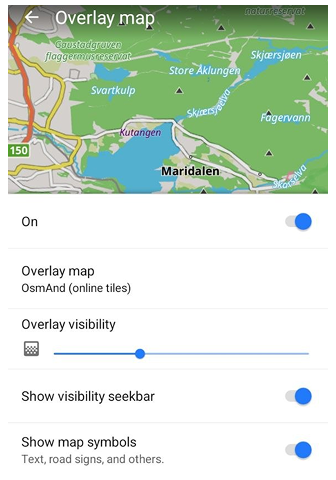 Overlay map
naturreservat
Gaustadgruven
flaggermusreservat
Skjærsjøen
Store Åklungen
Svartkulp
Skjærsjøelva
Fagervann
Kutangen
150
Maridalen
Skarselva
On
Overlay map
OsmAnd (online tiles)
Overlay visibility
Show visibility seekbar
Show map symbols
Text, road signs, and others.